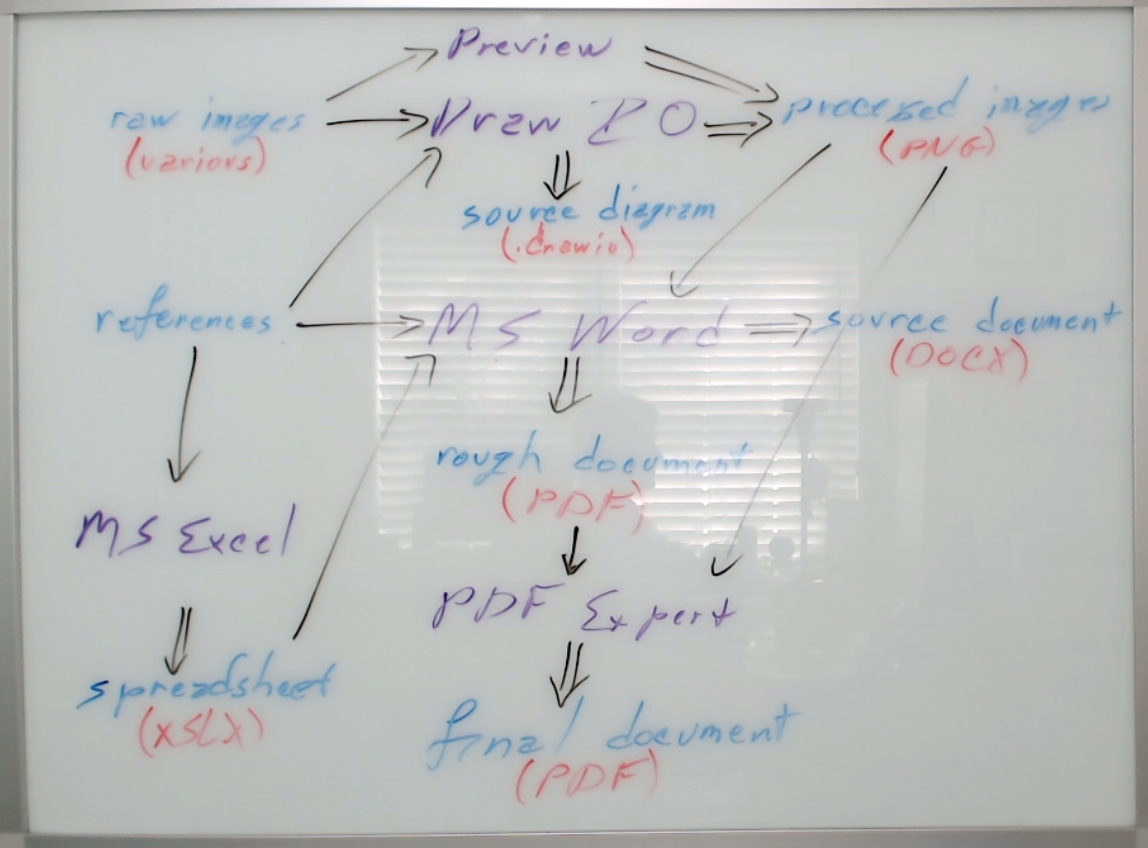 Preview
raw images
(various)
Draw IO
processed images
(PNG)
source diagram
(.drawio)
references
MS Word
source document
(DOCX)
rough document
(PDF)
MS Excel
PDF Expert
spreadsheet
(XSLX)
final document
(PDF)